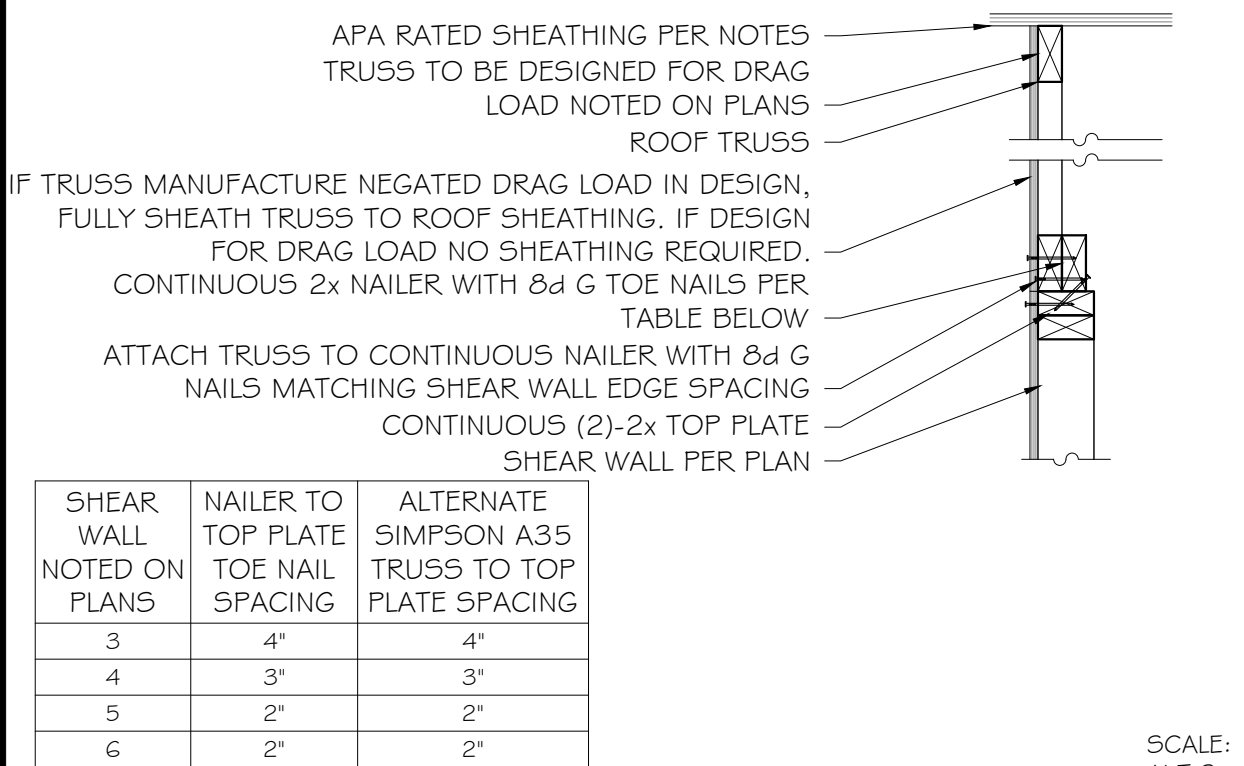 APA RATED SHEATHING PER NOTES
TRUSS TO BE DESIGNED FOR DRAG
LOAD NOTED ON PLANS
ROOF TRUSS
IF TRUSS MANUFACTURE NEGATED DRAG LOAD IN DESIGN,
FULLY SHEATH TRUSS TO ROOF SHEATHING. IF DESIGN
FOR DRAG LOAD NO SHEATHING REQUIRED.
CONTINUOUS 2x NAILER WITH 8d G TOE NAILS PER
TABLE BELOW
ATTACH TRUSS TO CONTINUOUS NAILER WITH 8d G
NAILS MATCHING SHEAR WALL EDGE SPACING
CONTINUOUS (2)-2x TOP PLATE
SHEAR WALL PER PLAN
SHEAR WALL NOTED ON PLANS
NAILER TO TOP PLATE TOE NAIL SPACING
ALTERNATE SIMPSON A35 TRUSS TO TOP PLATE SPACING
3 4" 4"
4 3" 3"
5 2" 2"
6 2" 2"
SCALE: